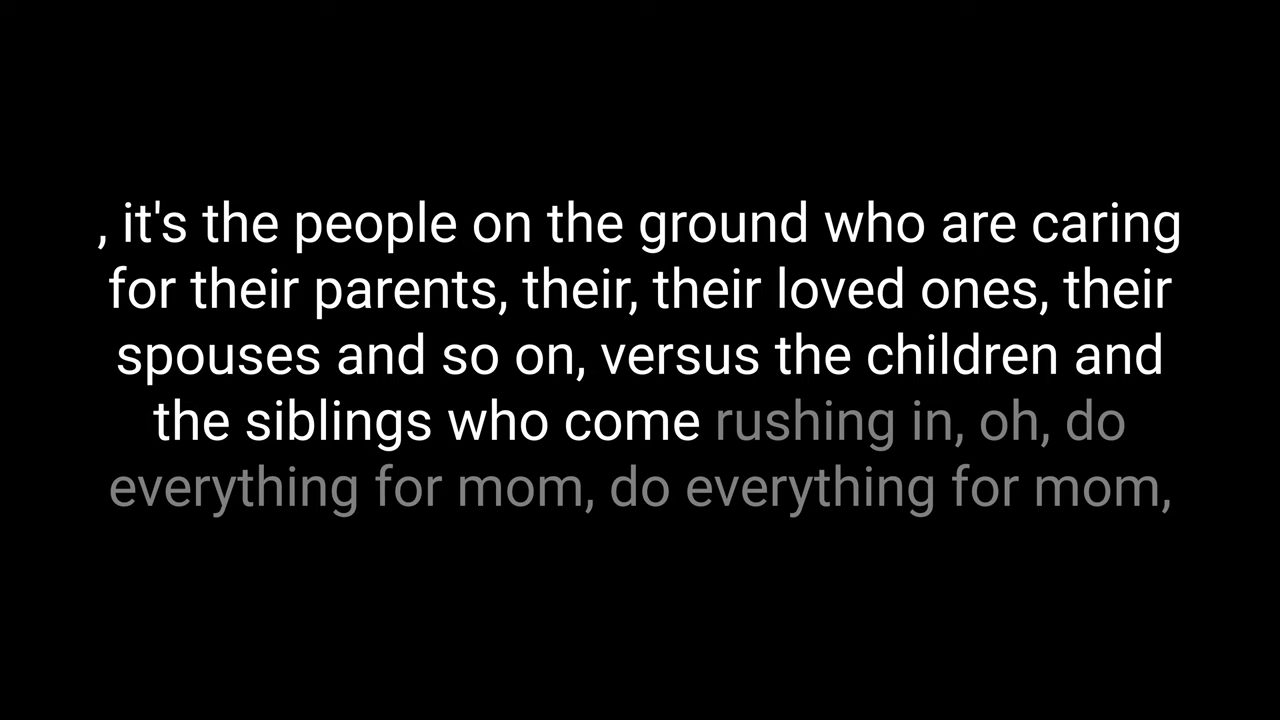 , it's the people on the ground who are caring
for their parents, their, their loved ones, their
spouses and so on, versus the children and
the siblings who come rushing in, oh, do
everything for mom, do everything for mom,